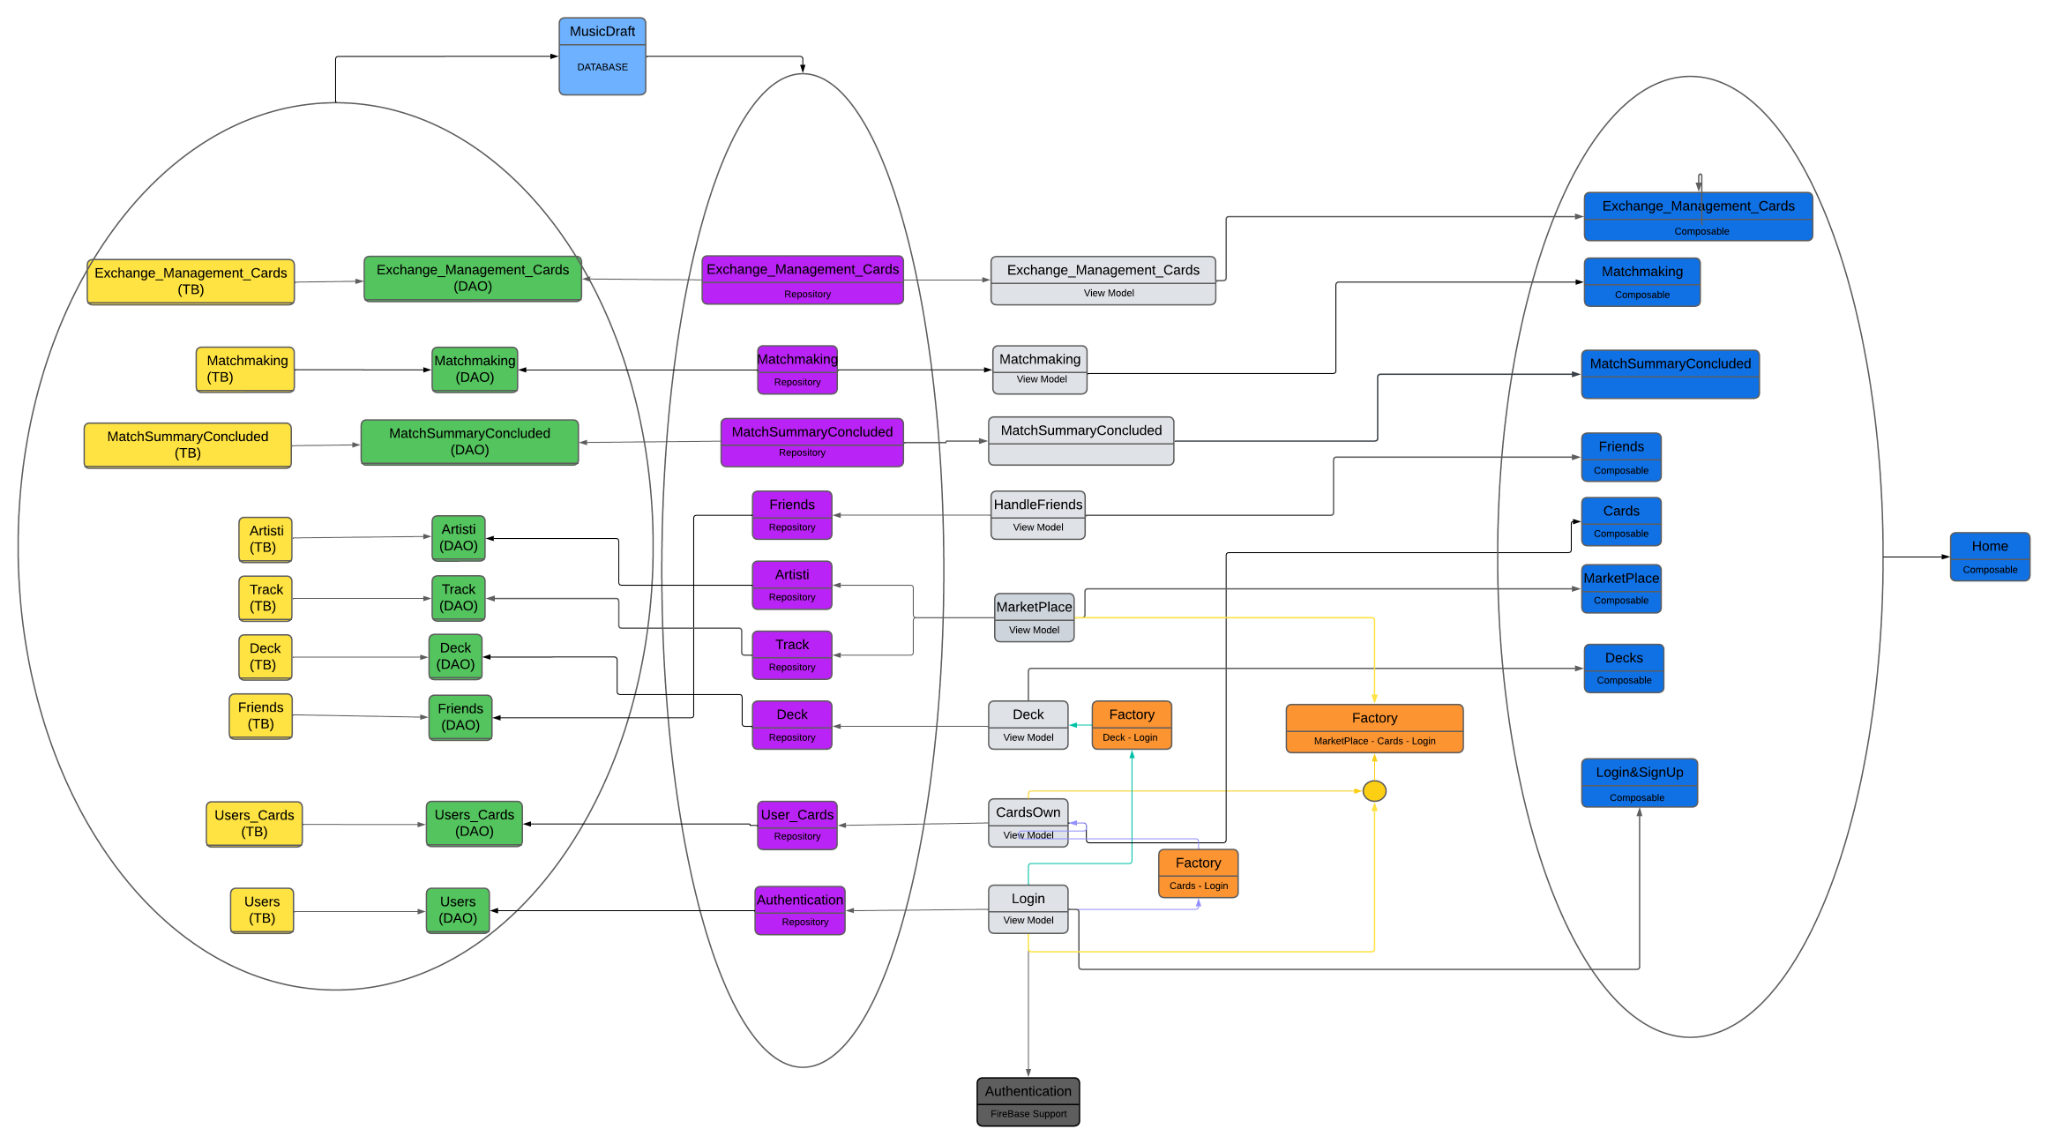 MusicDraft
DATABASE
Exchange_Management_Cards
(TB)
Exchange_Management_Cards
(DAO)
Exchange_Management_Cards
Repository
Exchange_Management_Cards
View Model
Exchange_Management_Cards
Composable
Matchmaking
(TB)
Matchmaking
(DAO)
Matchmaking
Repository
Matchmaking
View Model
Matchmaking
Composable
MatchSummaryConcluded
(TB)
MatchSummaryConcluded
(DAO)
MatchSummaryConcluded
Repository
MatchSummaryConcluded
MatchSummaryConcluded
Friends
Repository
HandleFriends
View Model
Friends
Composable
Artisti
(TB)
Artisti
(DAO)
Artisti
Repository
Cards
Composable
Home
Composable
Track
(TB)
Track
(DAO)
Track
Repository
MarketPlace
View Model
MarketPlace
Composable
Deck
(TB)
Deck
(DAO)
Deck
Repository
Deck
View Model
Factory
Deck - Login
Factory
MarketPlace - Cards - Login
Decks
Composable
Friends
(TB)
Friends
(DAO)
Login&SignUp
Composable
Users_Cards
(TB)
Users_Cards
(DAO)
User_Cards
Repository
CardsOwn
View Model
Factory
Cards - Login
Users
(TB)
Users
(DAO)
Authentication
Repository
Login
View Model
Authentication
FireBase Support